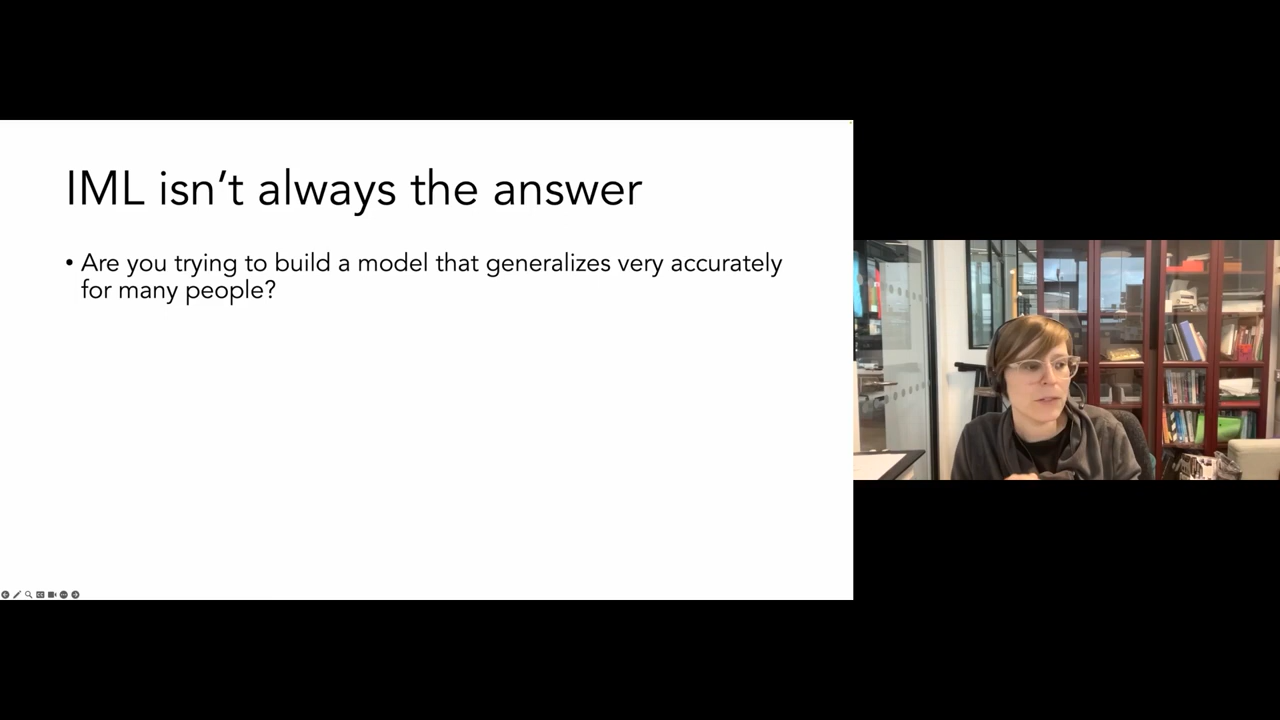 IML isn’t always the answer
• Are you trying to build a model that generalizes very accurately
for many people?